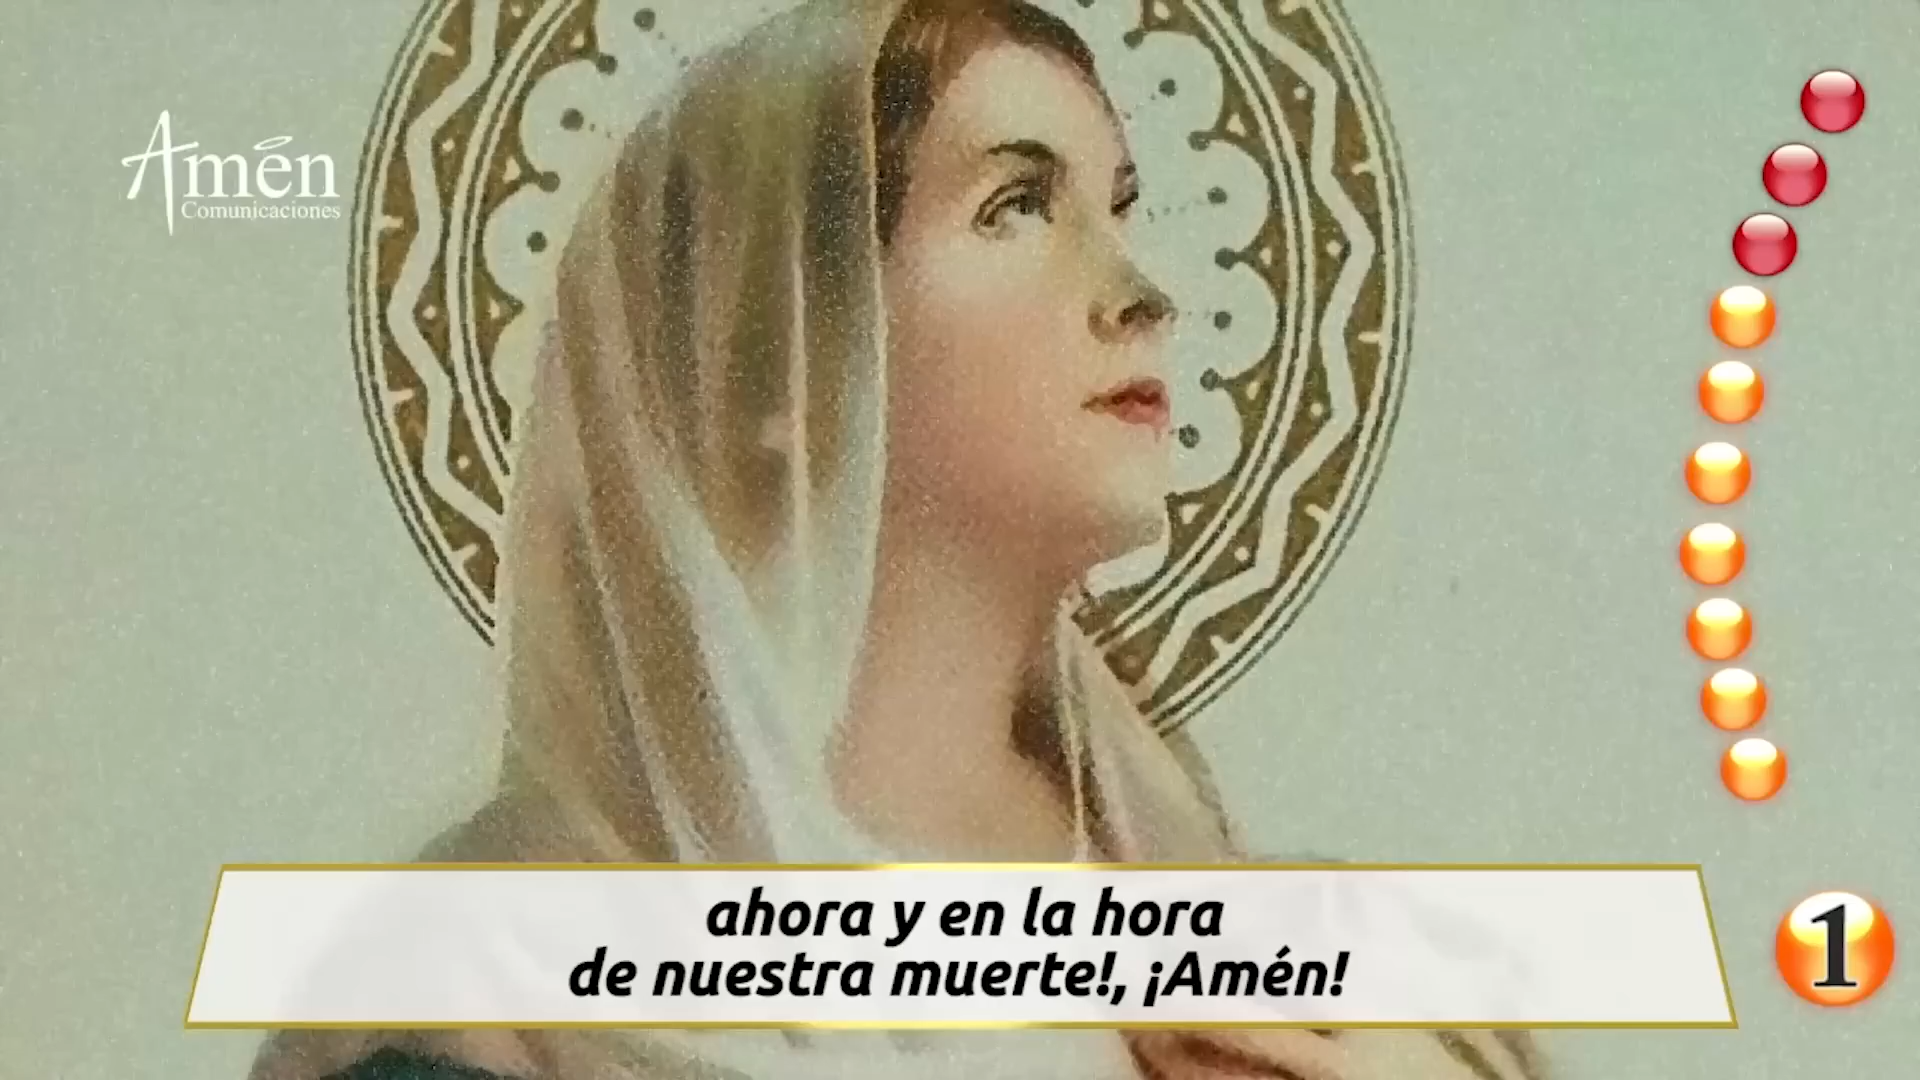 Amén
Comunicaciones
ahora y en la hora
de nuestra muerte!, ¡Amén!
1